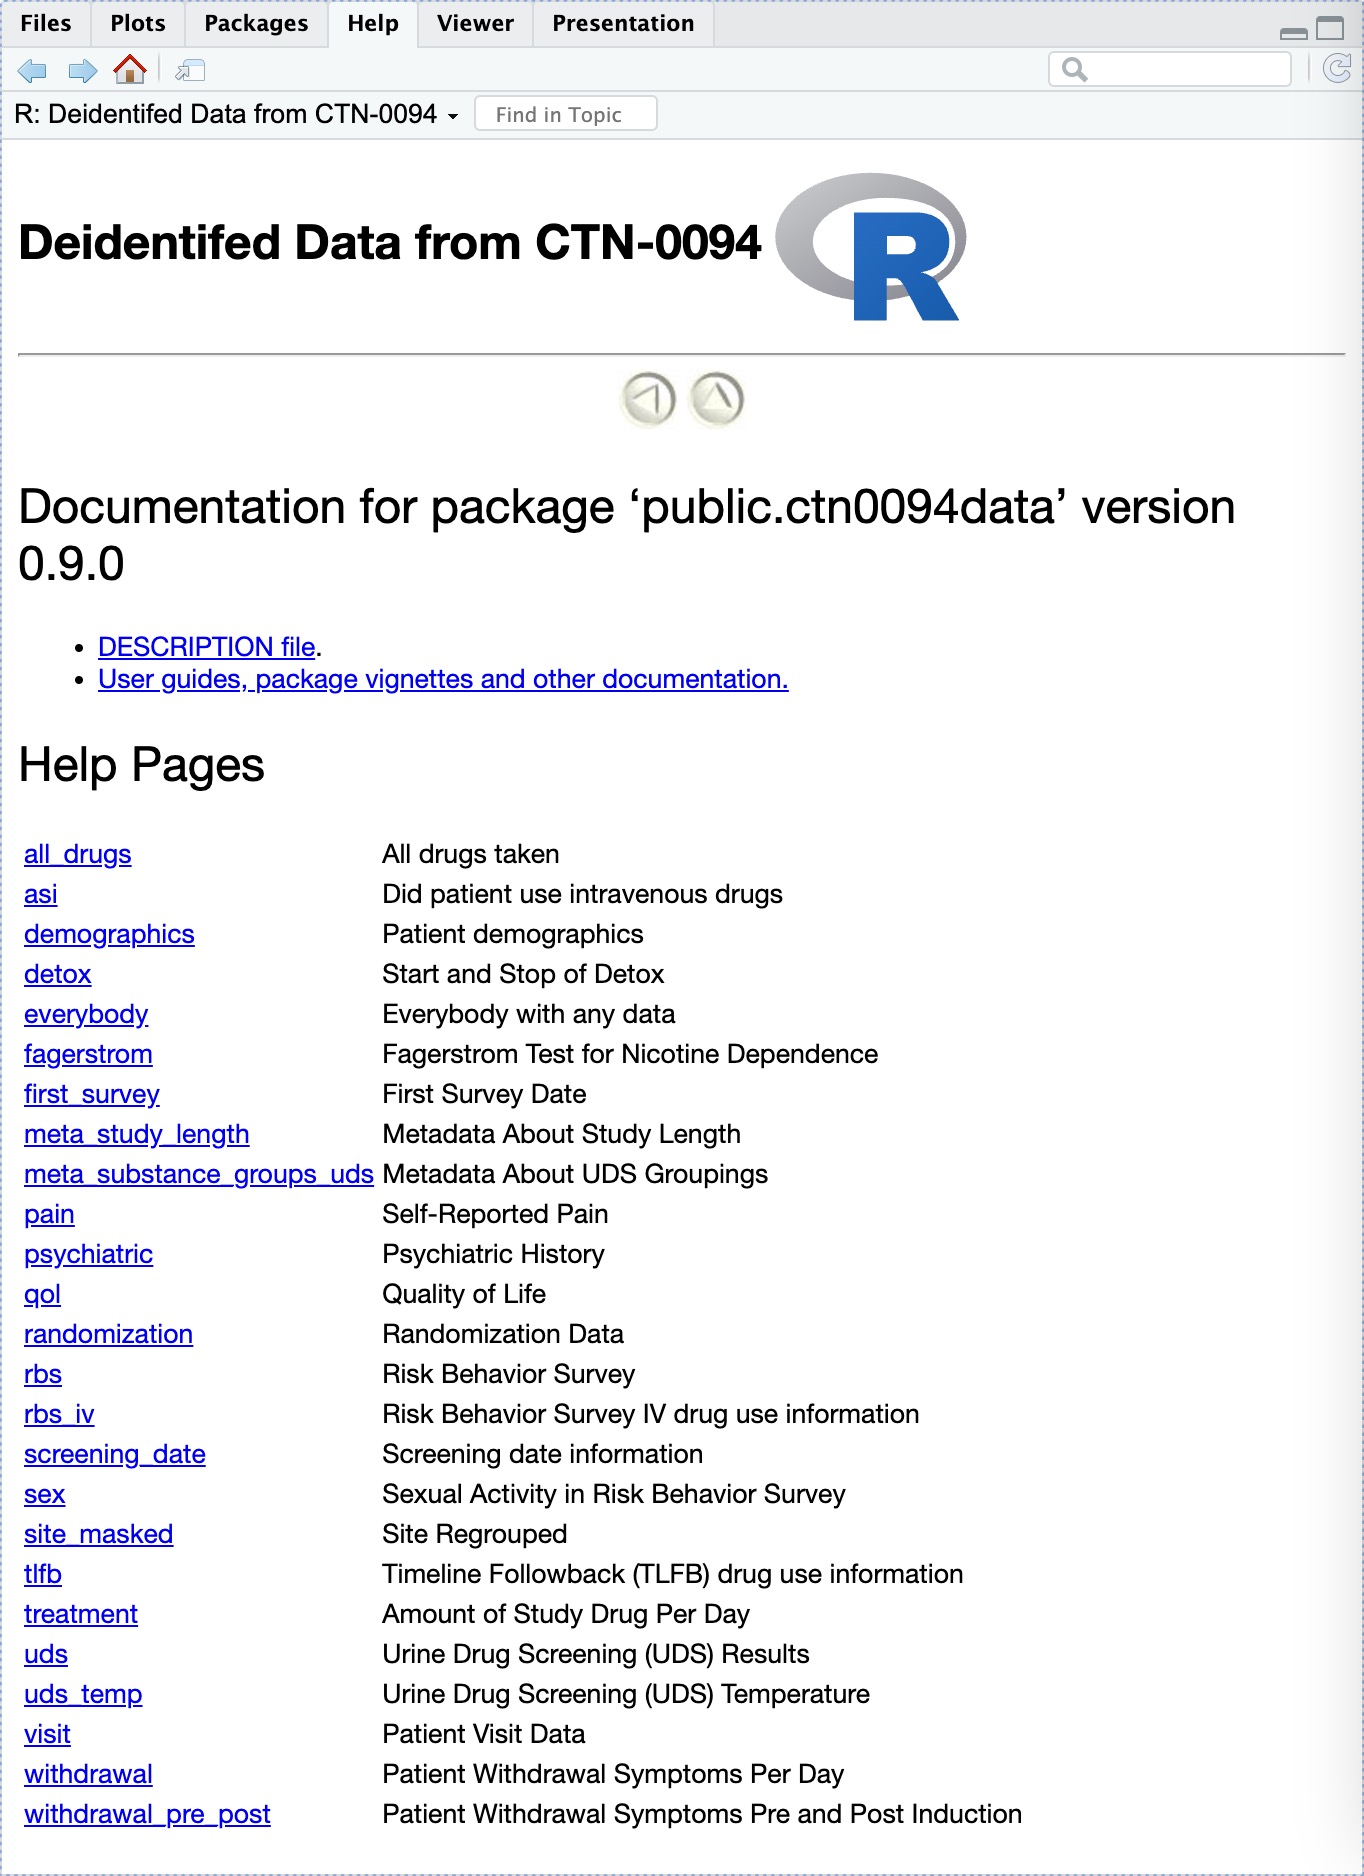 Files Plots Packages Help Viewer Presentation
R: Deidentifed Data from CTN-0094 Find in Topic
Deidentifed Data from CTN-0094 R
Documentation for package ‘public.ctn0094data’ version
0.9.0
• DESCRIPTION file.
• User guides, package vignettes and other documentation.
Help Pages
all_drugs All drugs taken
asi Did patient use intravenous drugs
demographics Patient demographics
detox Start and Stop of Detox
everybody Everybody with any data
fagerstrom Fagerstrom Test for Nicotine Dependence
first_survey First Survey Date
meta_study_length Metadata About Study Length
meta_substance_groups_uds Metadata About UDS Groupings
pain Self-Reported Pain
psychiatric Psychiatric History
qol Quality of Life
randomization Randomization Data
rbs Risk Behavior Survey
rbs_iv Risk Behavior Survey IV drug use information
screening_date Screening date information
sex Sexual Activity in Risk Behavior Survey
site_masked Site Regrouped
tlfb Timeline Followback (TLFB) drug use information
treatment Amount of Study Drug Per Day
uds Urine Drug Screening (UDS) Results
uds_temp Urine Drug Screening (UDS) Temperature
visit Patient Visit Data
withdrawal Patient Withdrawal Symptoms Per Day
withdrawal_pre_post Patient Withdrawal Symptoms Pre and Post Induction